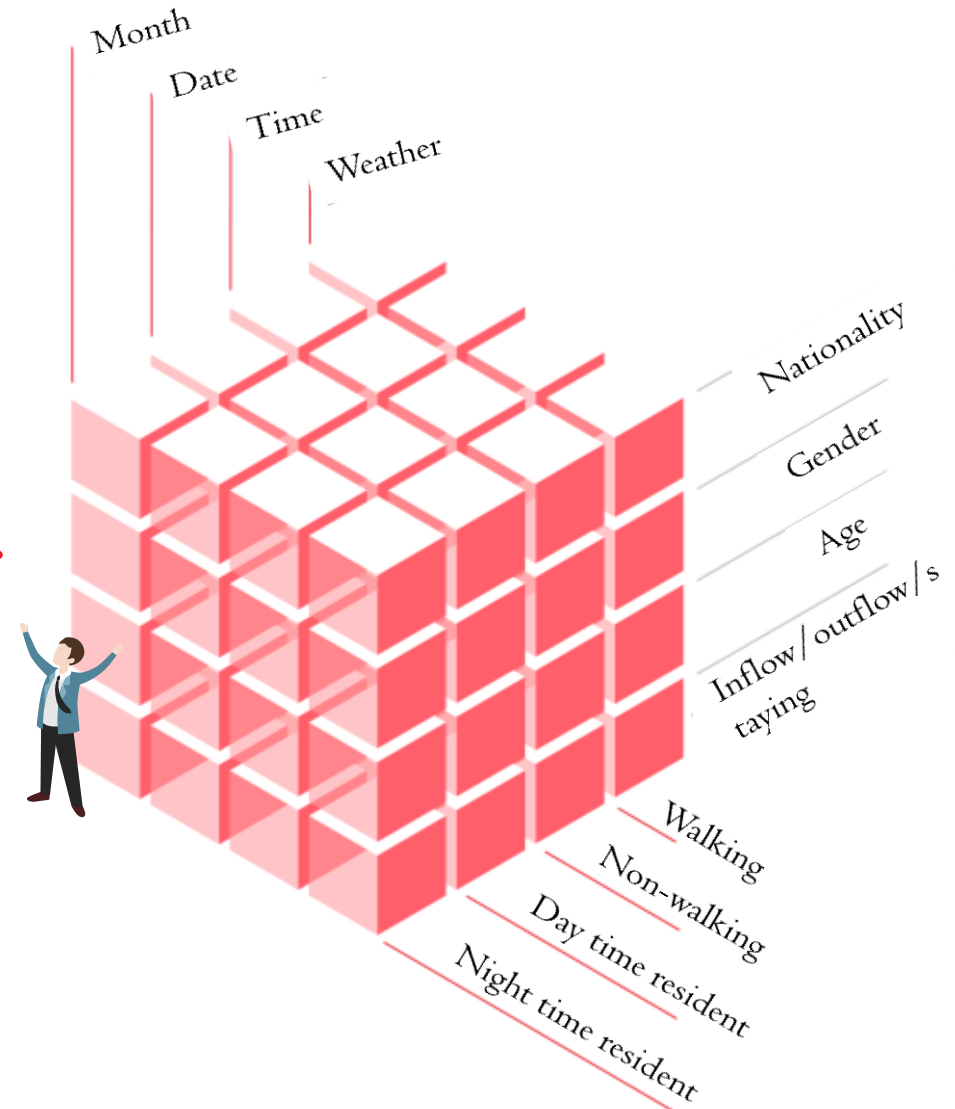 Month
Date
Time
Weather
Nationality
Gender
Age
Inflow/outflow/s
taying
Walking
Non-walking
Day time resident
Night time resident